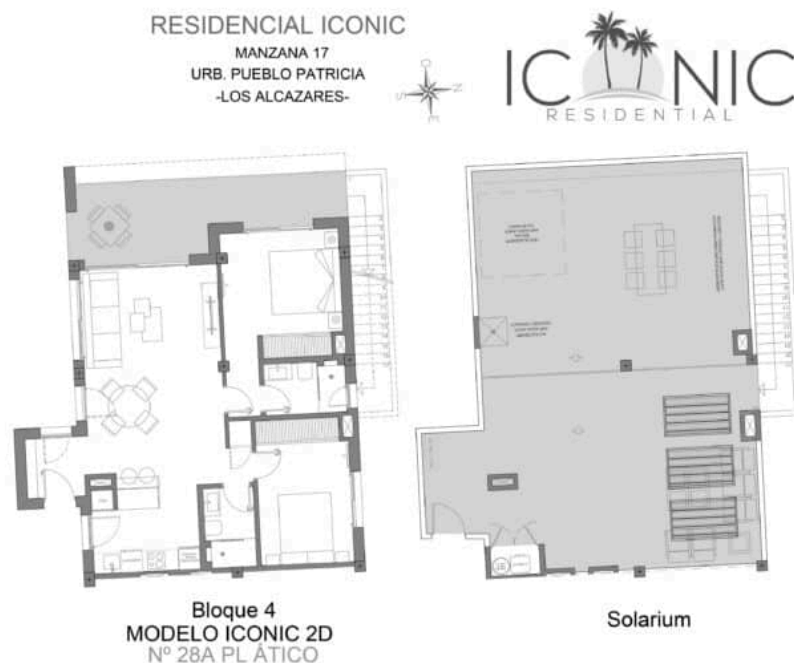 RESIDENCIAL ICONIC
MANZANA 17
URB. PUEBLO PATRICIA
-LOS ALCAZARES-
O
N
S
E
ICONIC
RESIDENTIAL
Bloque 4
MODELO ICONIC 2D
Nº 28A PL ÁTICO
Solarium